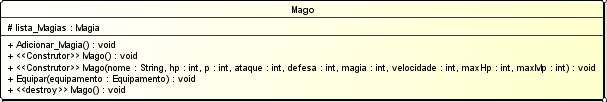 Mago
# lista_Magias : Magia
+ Adicionar_Magia() : void
+ <<Construtor>> Mago() : void
+ <<Construtor>> Mago(nome : String, hp : int, p : int, ataque : int, defesa : int, magia : int, velocidade : int, maxHp : int, maxMp : int) : void
+ Equipar(equipamento : Equipamento) : void
+ <<destroy>> Mago() : void